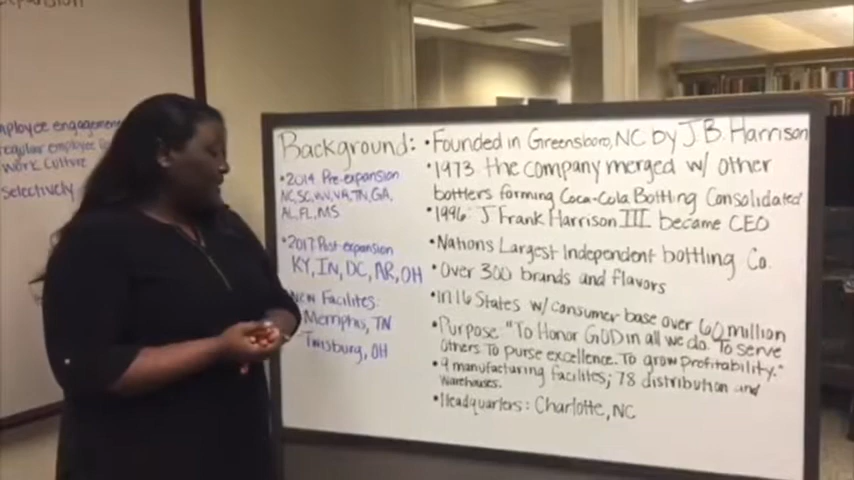 expansion
employee engagement
regular employee
work culture
selectively
Background:
• 2014 Pre-expansion
NC, SC, WV, VA, TN, GA,
AL, FL, MS
• 2017 Post-expansion
KY, IN, DC, AR, OH
New Facilites:
- Memphis, TN
- Twisburg, OH
• Founded in Greensboro, NC by J.B. Harrison
• 1973 the company merged w/ other
bottlers forming Coca-Cola Bottling Consolidated
• 1996 J Frank Harrison III became CEO
• Nations Largest Independent bottling Co.
• Over 300 brands and flavors
• In 16 States w/ consumer base over 60 million
• Purpose "To Honor GOD in all we do. To serve
others. To purse excellence. To grow Profitability."
• 9 manufacturing facilites; 78 distribution and
warehouses.
• Headquarters: Charlotte, NC